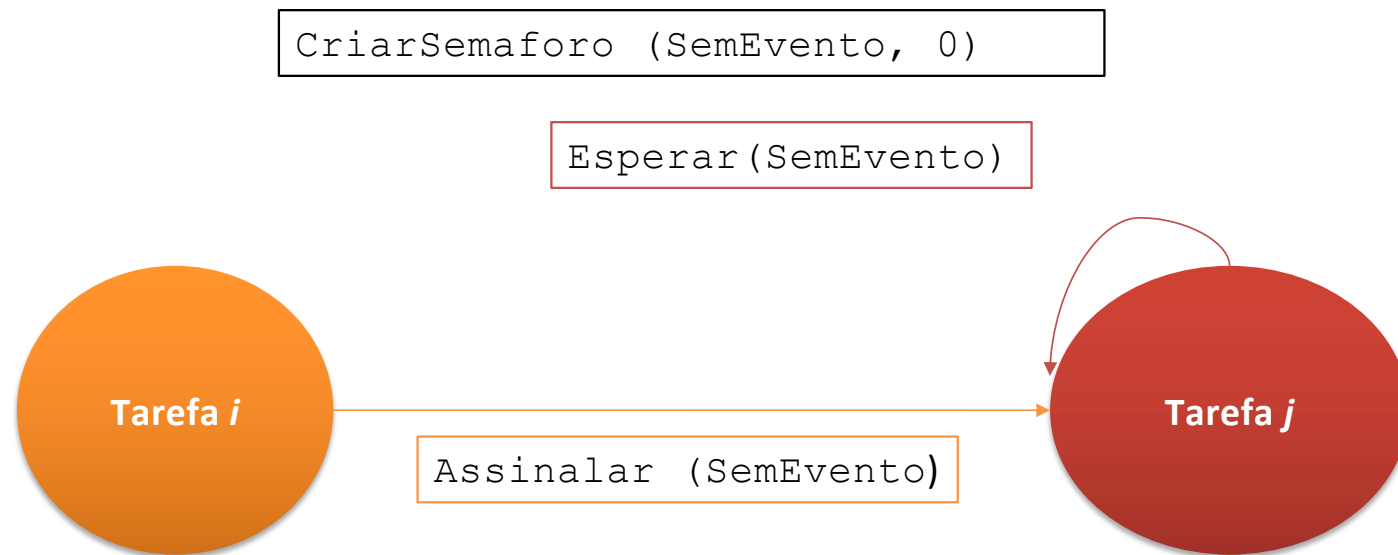 CriarSemaforo (SemEvento, 0)
Esperar(SemEvento)
Tarefa i
Tarefa j
Assinalar (SemEvento)